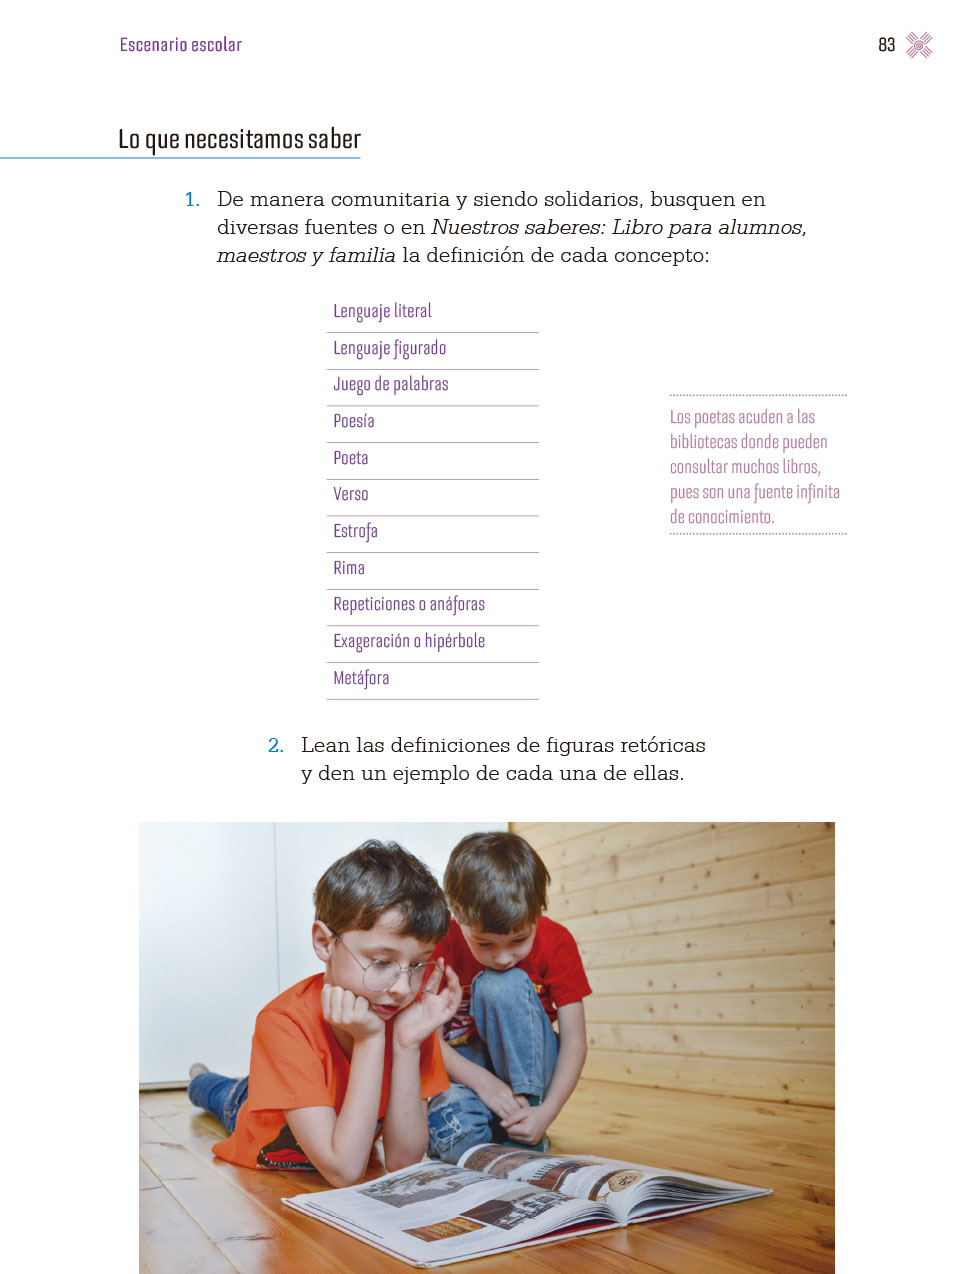 Escenario escolar
83
Lo que necesitamos saber
1. De manera comunitaria y siendo solidarios, busquen en
diversas fuentes o en Nuestros saberes: Libro para alumnos,
maestros y familia la definición de cada concepto:
Lenguaje literal
Lenguaje figurado
Juego de palabras
Poesía
Poeta
Verso
Estrofa
Rima
Repeticiones o anáforas
Exageración o hipérbole
Metáfora
Los poetas acuden a las
bibliotecas donde pueden
consultar muchos libros,
pues son una fuente infinita
de conocimiento.
2. Lean las definiciones de figuras retóricas
y den un ejemplo de cada una de ellas.